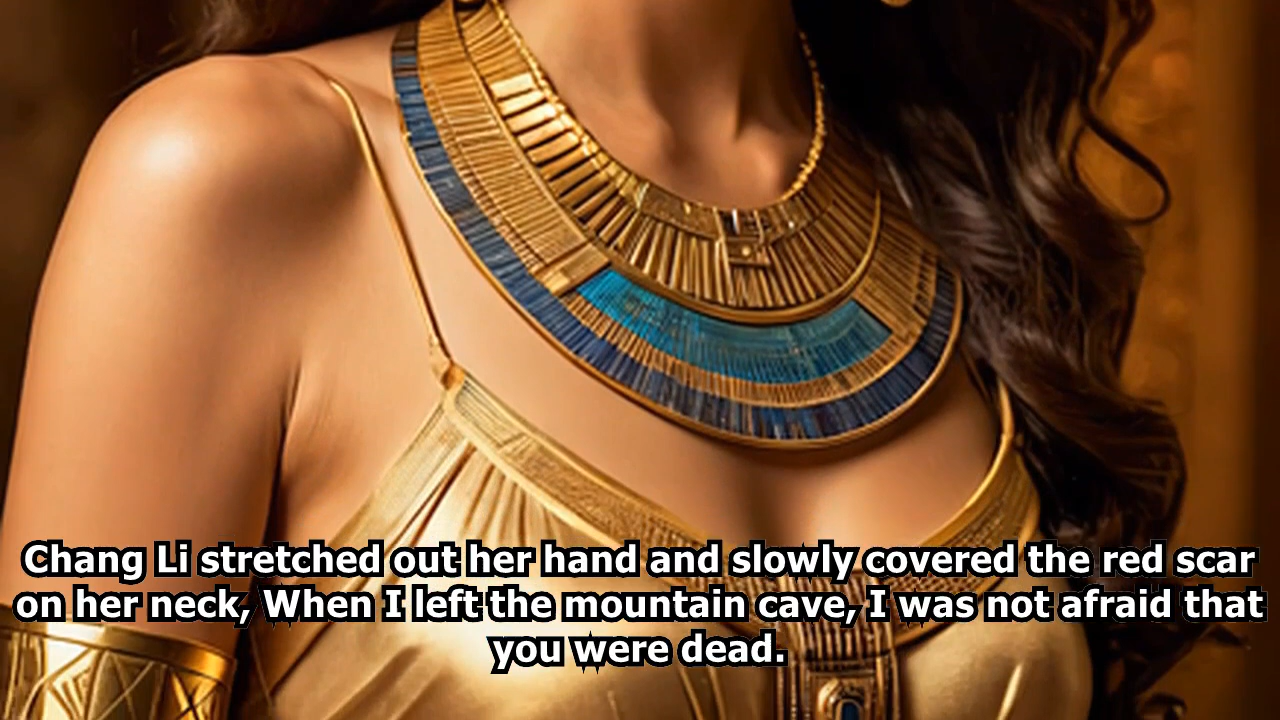 Chang Li stretched out her hand and slowly covered the red scar
on her neck, When I left the mountain cave, I was not afraid that
you were dead.